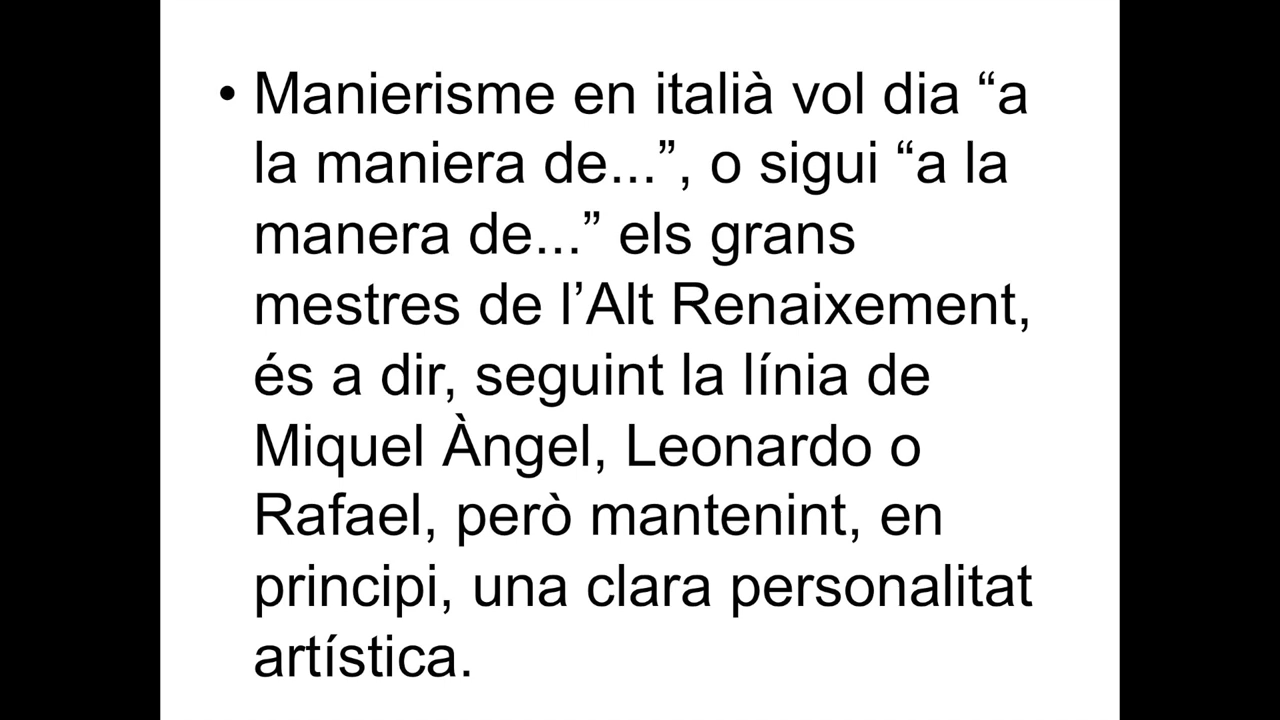 • Manierisme en italià vol dia “a
la maniera de...”, o sigui “a la
manera de...” els grans
mestres de l’Alt Renaixement,
és a dir, seguint la línia de
Miquel Àngel, Leonardo o
Rafael, però mantenint, en
principi, una clara personalitat
artística.